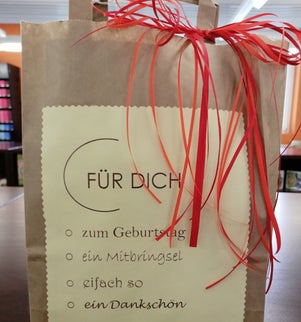 FÜR DICH
zum Geburtstag
ein Mitbringsel
eifach so
ein Dankschön